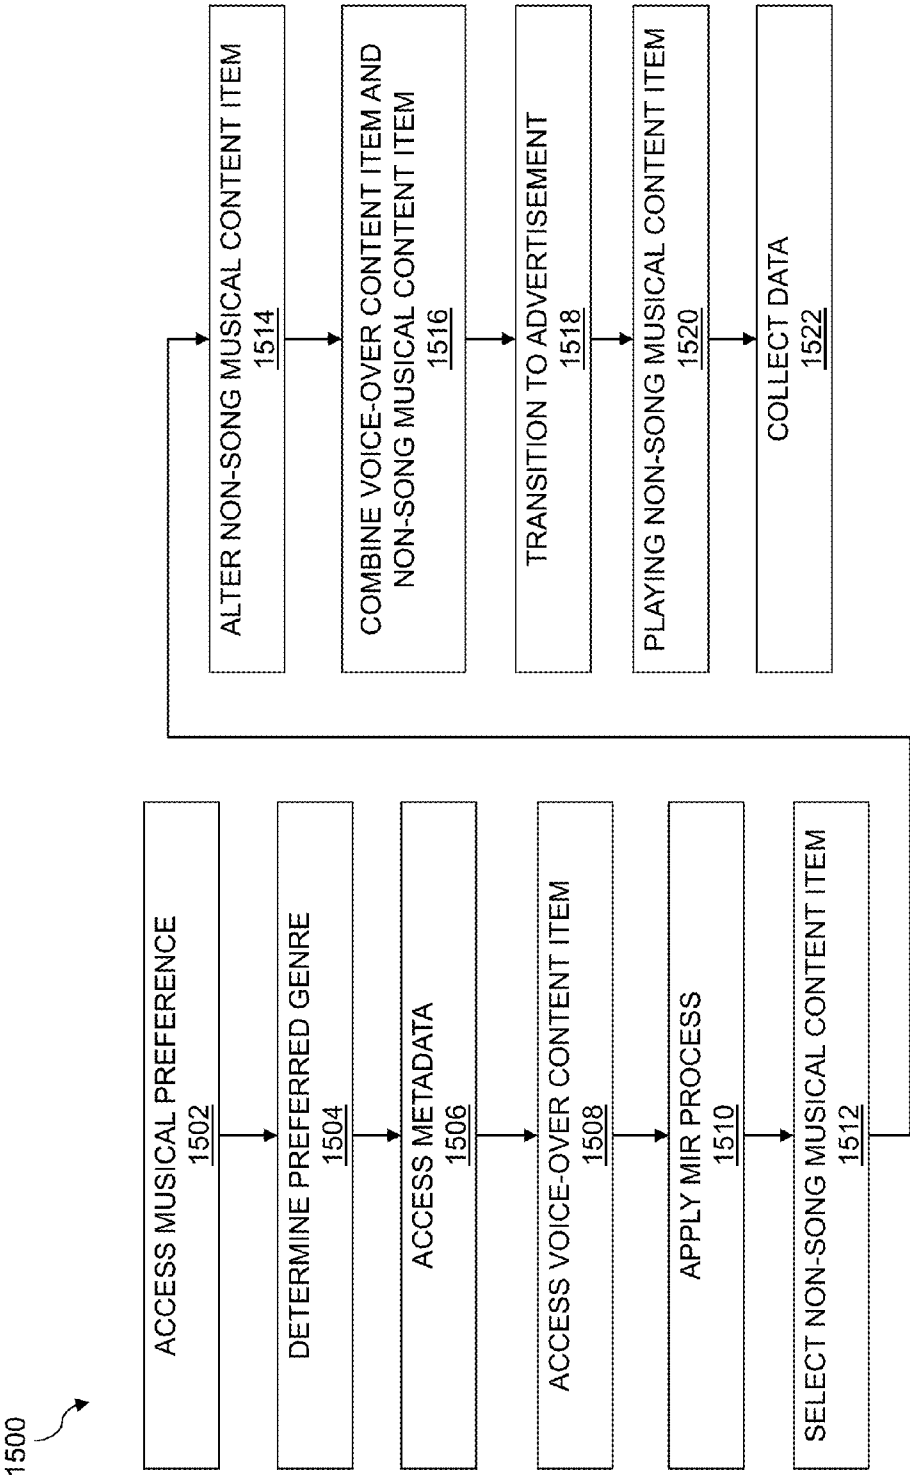 1500
ACCESS MUSICAL PREFERENCE
1502
DETERMINE PREFERRED GENRE
1504
ACCESS METADATA
1506
ACCESS VOICE-OVER CONTENT ITEM
1508
APPLY MIR PROCESS
1510
SELECT NON-SONG MUSICAL CONTENT ITEM
1512
ALTER NON-SONG MUSICAL CONTENT ITEM
1514
COMBINE VOICE-OVER CONTENT ITEM AND
NON-SONG MUSICAL CONTENT ITEM
1516
TRANSITION TO ADVERTISEMENT
1518
PLAYING NON-SONG MUSICAL CONTENT ITEM
1520
COLLECT DATA
1522